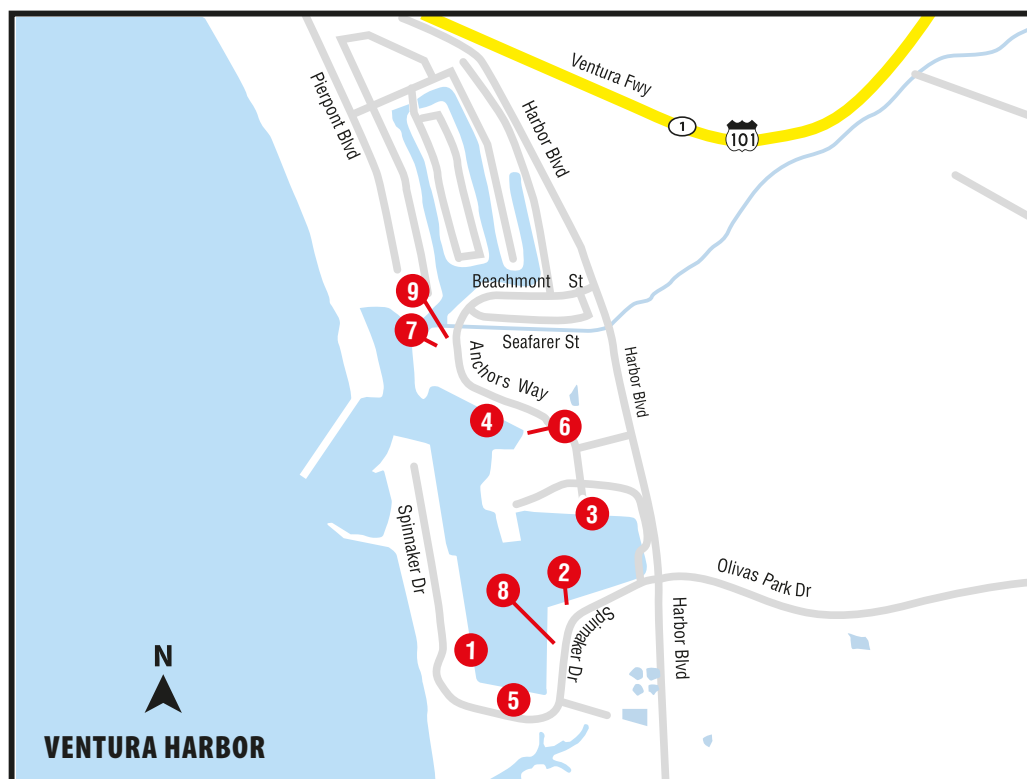 Ventura Fwy
1
101
Pierpont Blvd
Harbor Blvd
9
Beachmont St
7
Seafarer St
Anchors Way
Harbor Blvd
4
6
3
Spinnaker Dr
2
8
Olivas Park Dr
Spinnaker Dr
Harbor Blvd
1
5
N
VENTURA HARBOR